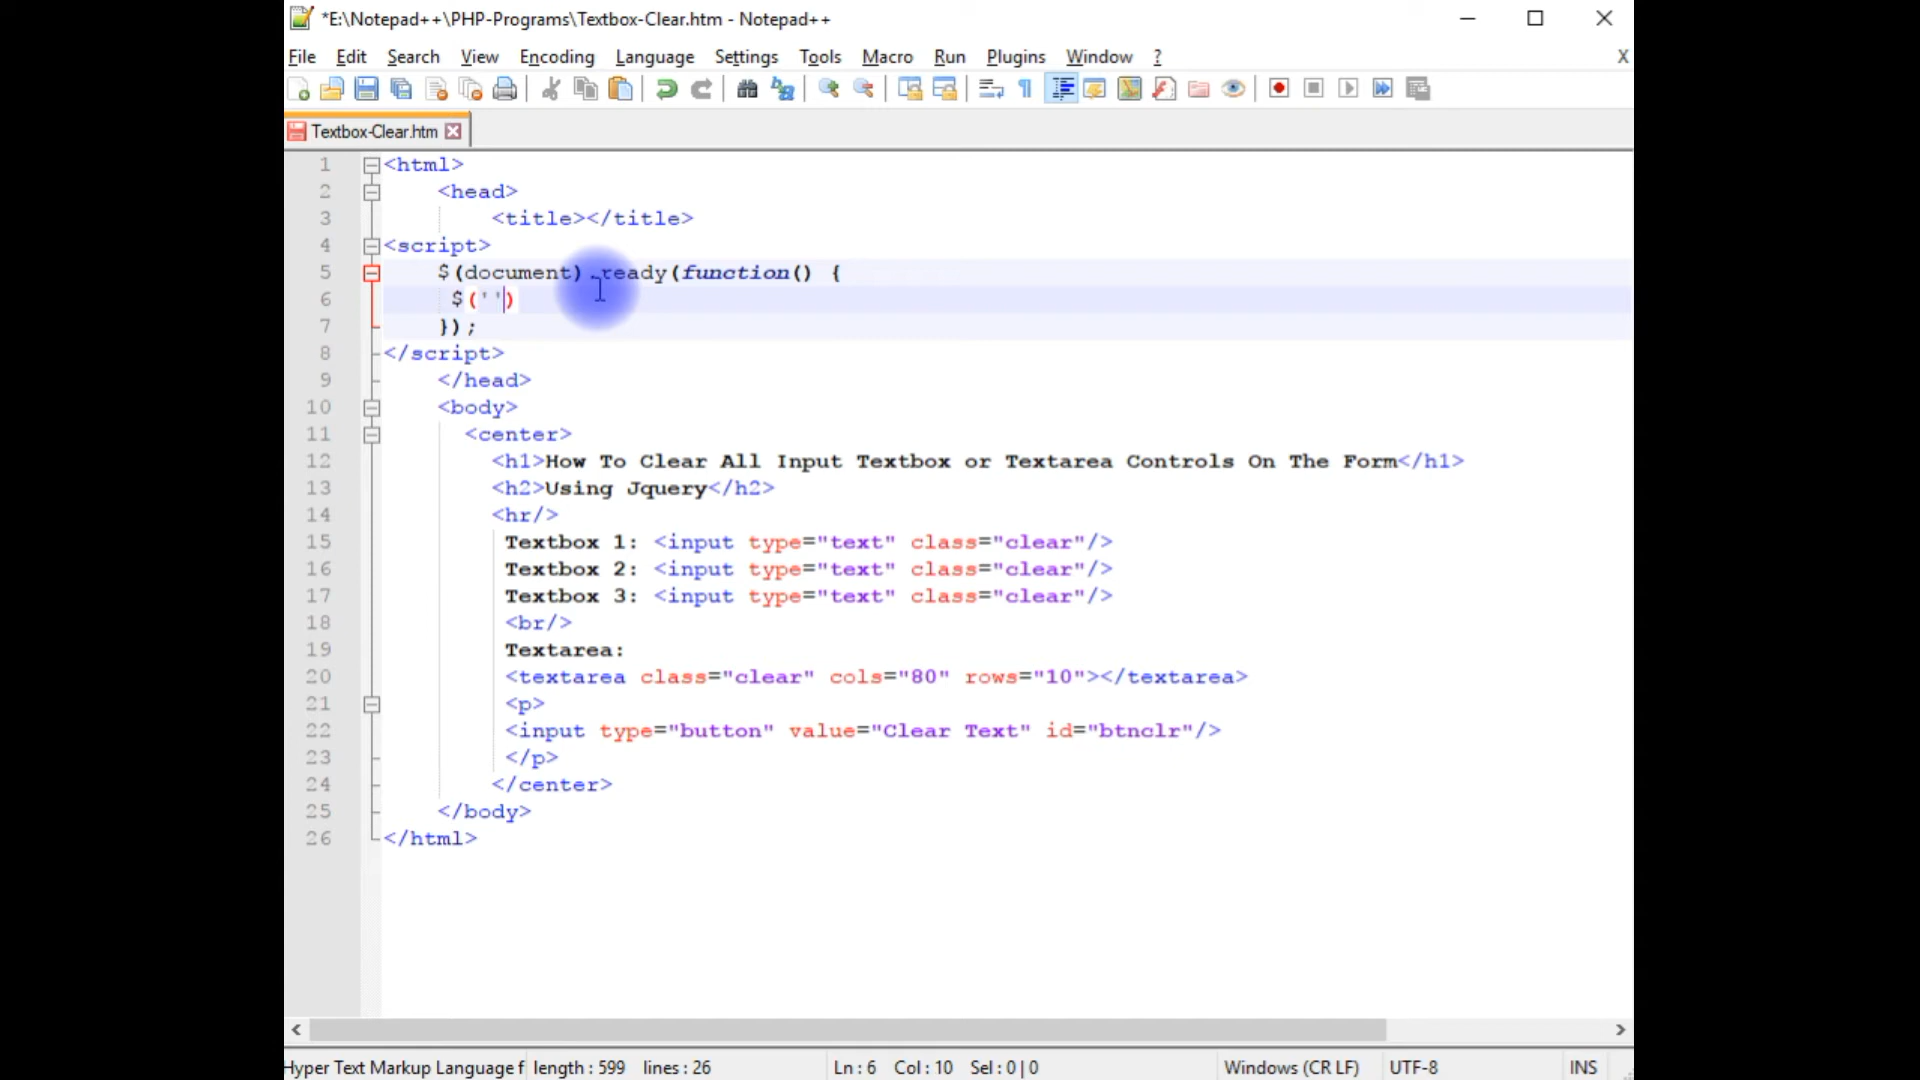 *E:\Notepad++\PHP-Programs\Textbox-Clear.htm - Notepad++
File Edit Search View Encoding Language Settings Tools Macro Run Plugins Window ? X
Textbox-Clear.htm
1 <html>
2 <head>
3 <title></title>
4 <script>
5 $(document).ready(function() {
6 $('')
7 });
8 </script>
9 </head>
10 <body>
11 <center>
12 <h1>How To Clear All Input Textbox or Textarea Controls On The Form</h1>
13 <h2>Using Jquery</h2>
14 <hr/>
15 Textbox 1: <input type="text" class="clear"/>
16 Textbox 2: <input type="text" class="clear"/>
17 Textbox 3: <input type="text" class="clear"/>
18 <br/>
19 Textarea:
20 <textarea class="clear" cols="80" rows="10"></textarea>
21 <p>
22 <input type="button" value="Clear Text" id="btnclr"/>
23 </p>
24 </center>
25 </body>
26 </html>
Hyper Text Markup Language f length : 599 lines : 26 Ln : 6 Col : 10 Sel : 0 | 0 Windows (CR LF) UTF-8 INS